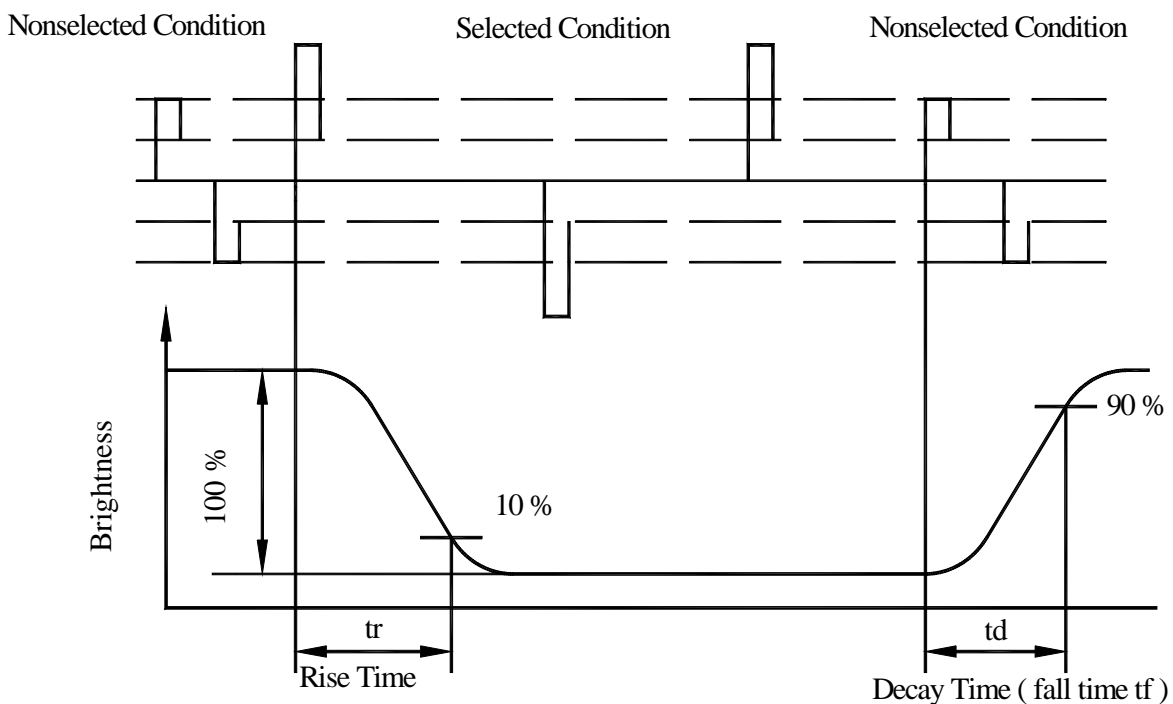 Nonselected Condition
Selected Condition
Nonselected Condition
90 %
100 %
Brightness
10 %
tr
td
Rise Time
Decay Time ( fall time tf )